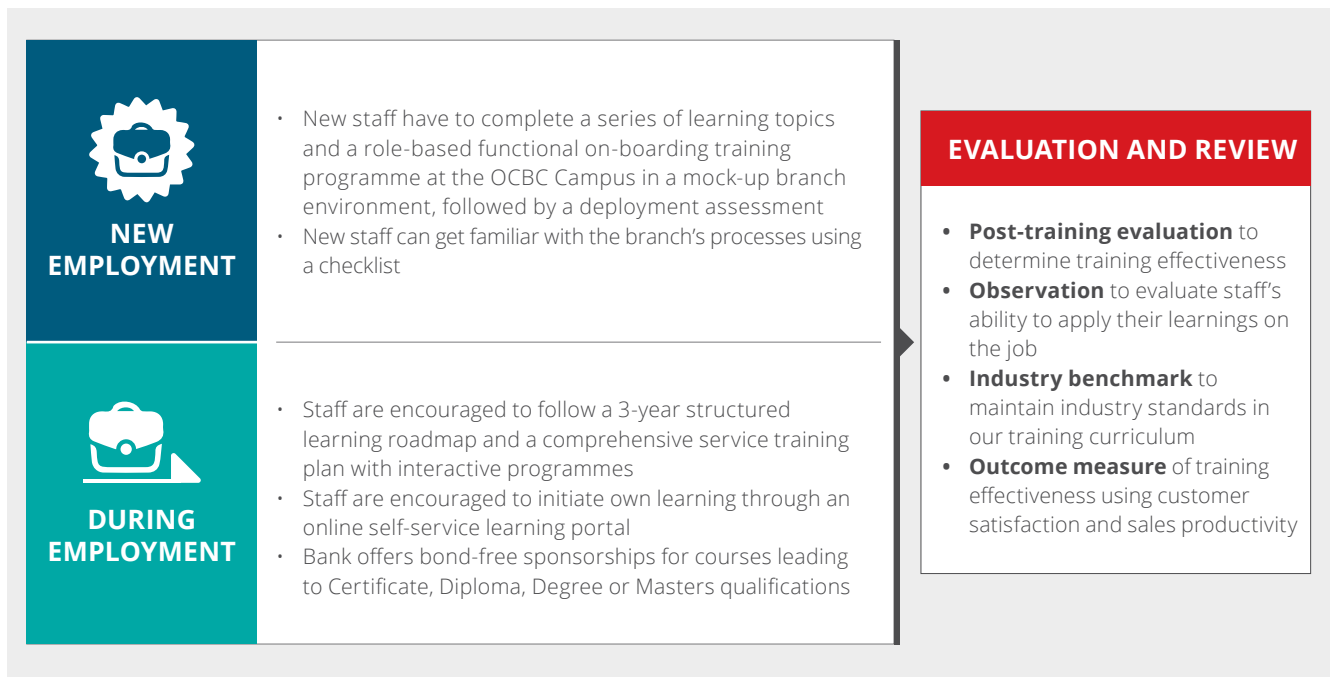 NEW
EMPLOYMENT
• New staff have to complete a series of learning topics
and a role-based functional on-boarding training
programme at the OCBC Campus in a mock-up branch
environment, followed by a deployment assessment
• New staff can get familiar with the branch’s processes using
a checklist
DURING
EMPLOYMENT
• Staff are encouraged to follow a 3-year structured
learning roadmap and a comprehensive service training
plan with interactive programmes
• Staff are encouraged to initiate own learning through an
online self-service learning portal
• Bank offers bond-free sponsorships for courses leading
to Certificate, Diploma, Degree or Masters qualifications
EVALUATION AND REVIEW
• Post-training evaluation to
determine training effectiveness
• Observation to evaluate staff’s
ability to apply their learnings on
the job
• Industry benchmark to
maintain industry standards in
our training curriculum
• Outcome measure of training
effectiveness using customer
satisfaction and sales productivity